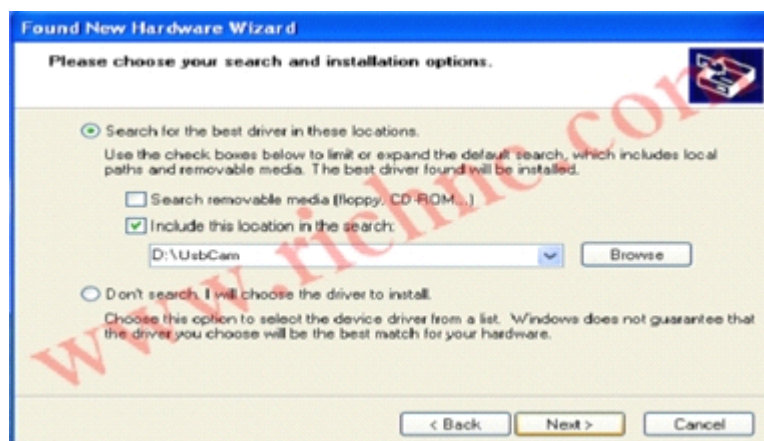 Found New Hardware Wizard
Please choose your search and installation options.
Search for the best driver in these locations.
Use the check boxes below to limit or expand the default search, which includes local
paths and removable media. The best driver found will be installed.
Search removable media (floppy, CD-ROM...)
Include this location in the search:
D:\UsbCam
Browse
Don't search. I will choose the driver to install.
Choose this option to select the device driver from a list. Windows does not guarantee that
the driver you choose will be the best match for your hardware.
< Back
Next >
Cancel